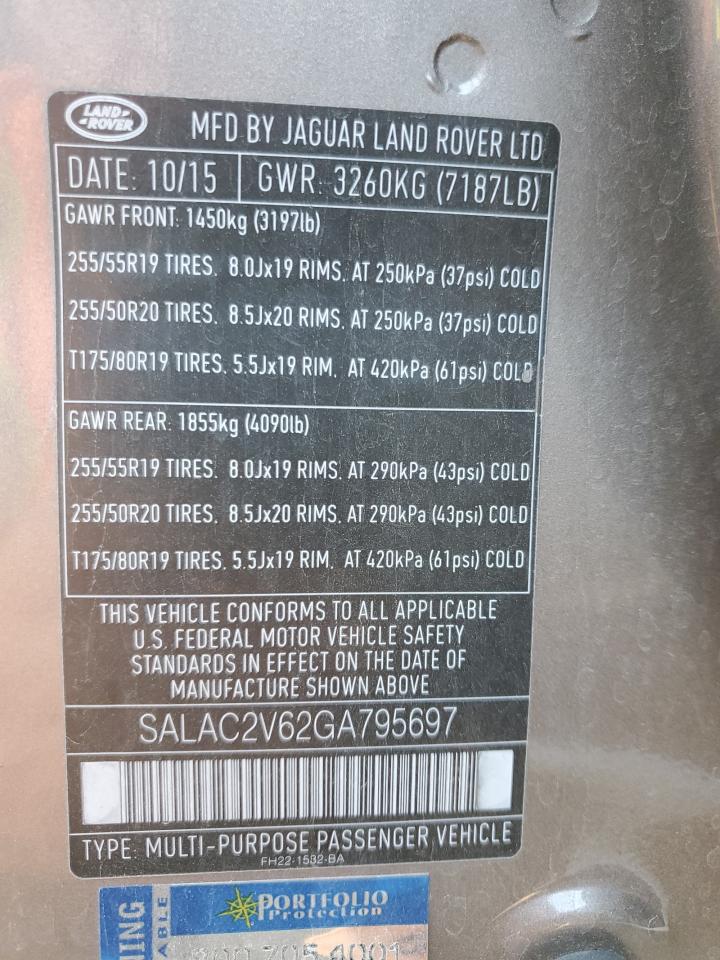 LAND ROVER
MFD BY JAGUAR LAND ROVER LTD
DATE: 10/15 GWR: 3260KG (7187LB)
GAWR FRONT: 1450kg (3197lb)
255/55R19 TIRES, 8.0Jx19 RIMS, AT 250kPa (37psi) COLD
255/50R20 TIRES, 8.5Jx20 RIMS, AT 250kPa (37psi) COLD
T175/80R19 TIRES, 5.5Jx19 RIM, AT 420kPa (61psi) COLD
GAWR REAR: 1855kg (4090lb)
255/55R19 TIRES, 8.0Jx19 RIMS, AT 290kPa (43psi) COLD
255/50R20 TIRES, 8.5Jx20 RIMS, AT 290kPa (43psi) COLD
T175/80R19 TIRES, 5.5Jx19 RIM, AT 420kPa (61psi) COLD
THIS VEHICLE CONFORMS TO ALL APPLICABLE
U.S. FEDERAL MOTOR VEHICLE SAFETY
STANDARDS IN EFFECT ON THE DATE OF
MANUFACTURE SHOWN ABOVE
SALAC2V62GA795697
TYPE: MULTI-PURPOSE PASSENGER VEHICLE
FH22-1532-BA
PORTFOLIO
Protection